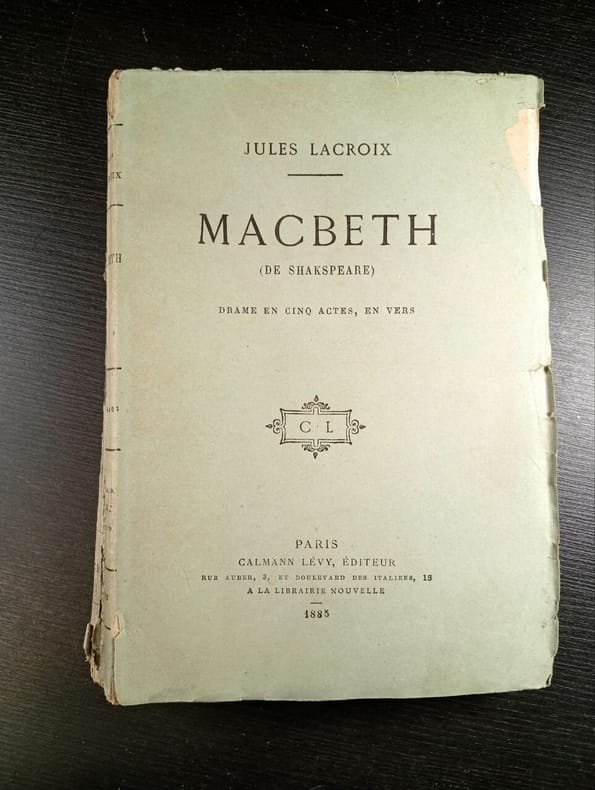 JULES LACROIX
MACBETH
(DE SHAKSPEARE)
DRAME EN CINQ ACTES, EN VERS
C L
PARIS
CALMANN LÉVY, ÉDITEUR
RUE AUBER, 3, ET BOULEVARD DES ITALIENS, 15
A LA LIBRAIRIE NOUVELLE
1885